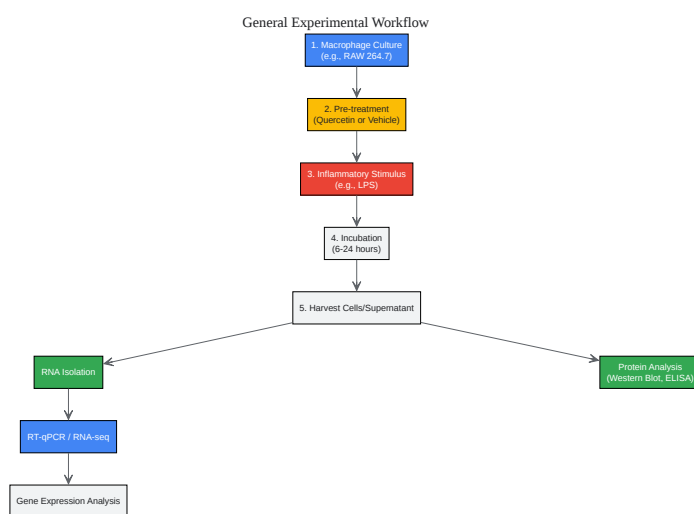 General Experimental Workflow
1. Macrophage Culture
(e.g., RAW 264.7)
2. Pre-treatment
(Quercetin or Vehicle)
3. Inflammatory Stimulus
(e.g., LPS)
4. Incubation
(6-24 hours)
5. Harvest Cells/Supernatant
RNA Isolation
Protein Analysis
(Western Blot, ELISA)
RT-qPCR / RNA-seq
Gene Expression Analysis